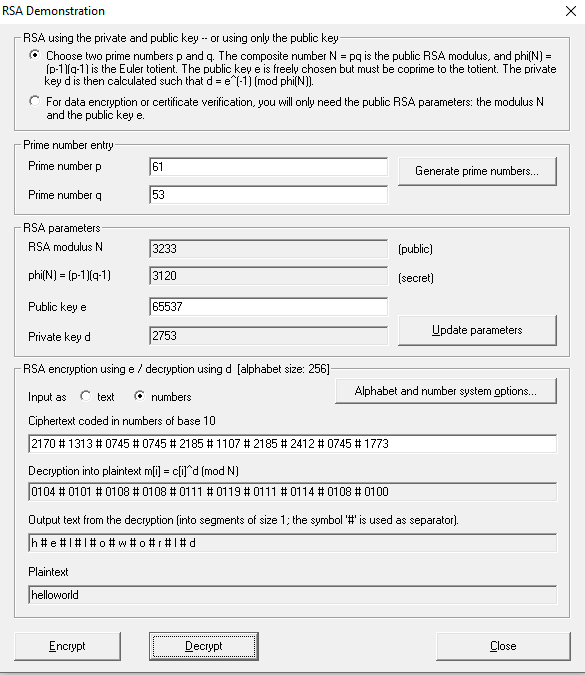 RSA Demonstration
RSA using the private and public key -- or using only the public key
Choose two prime numbers p and q. The composite number N = pq is the public RSA modulus, and phi(N) =
(p-1)(q-1) is the Euler totient. The public key e is freely chosen but must be coprime to the totient. The private
key d is then calculated such that d = e^(-1) (mod phi(N)).
For data encryption or certificate verification, you will only need the public RSA parameters: the modulus N
and the public key e.
Prime number entry
Prime number p 61 Generate prime numbers...
Prime number q 53
RSA parameters
RSA modulus N 3233 (public)
phi(N) = (p-1)(q-1) 3120 (secret)
Public key e 65537
Private key d 2753 Update parameters
RSA encryption using e / decryption using d [alphabet size: 256]
Input as text numbers Alphabet and number system options...
Ciphertext coded in numbers of base 10
2170 # 1313 # 0745 # 0745 # 2185 # 1107 # 2185 # 2412 # 0745 # 1773
Decryption into plaintext m[i] = c[i]^d (mod N)
0104 # 0101 # 0108 # 0108 # 0111 # 0119 # 0111 # 0114 # 0108 # 0100
Output text from the decryption (into segments of size 1; the symbol '#' is used as separator).
h # e # l # l # o # w # o # r # l # d
Plaintext
helloworld
Encrypt Decrypt Close